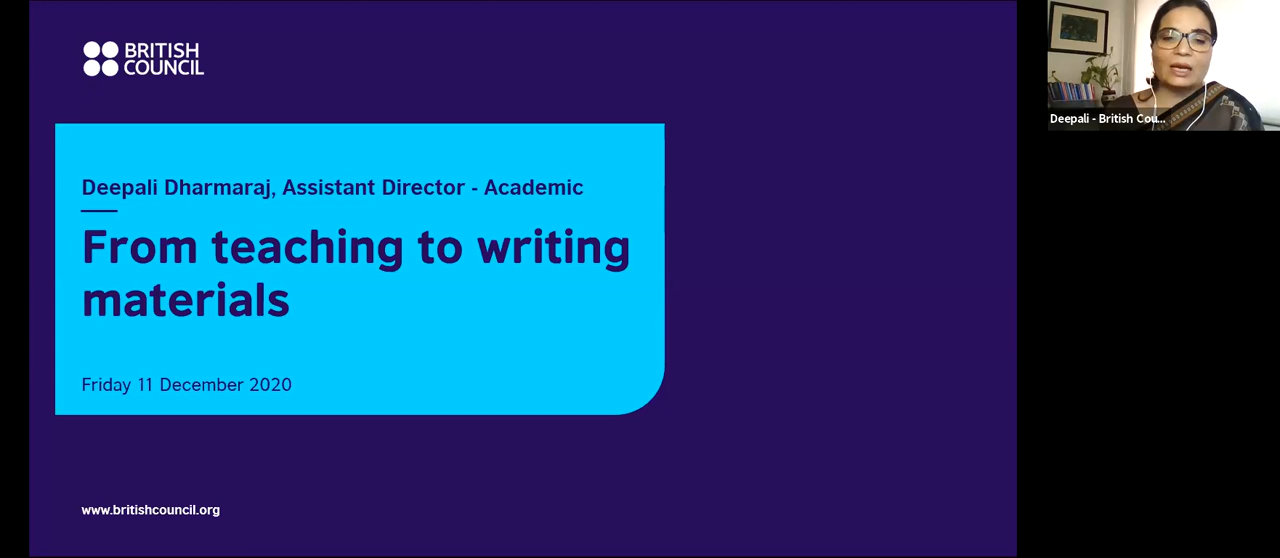 BRITISH
COUNCIL
Deepali Dharmaraj, Assistant Director - Academic
From teaching to writing
materials
Friday 11 December 2020
www.britishcouncil.org
Deepali - British Cou...